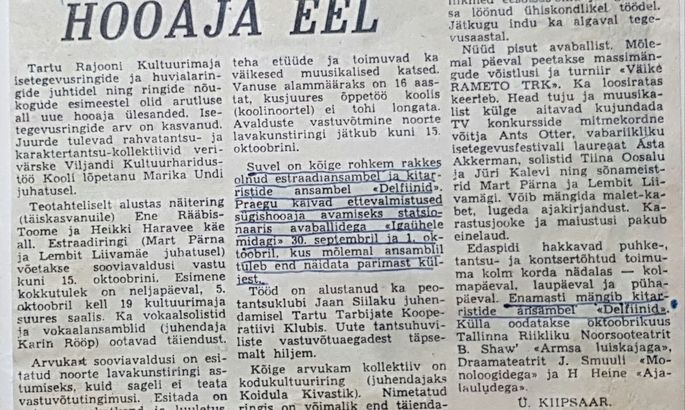 HOOAJA EEL
Tartu Rajooni Kultuurimaja
isetegevusringide ja huvialarin-
gide juhtidel ning ringide nõu-
kogude esimeestel olid arutluse
all uue hooaja ülesanded. Ise-
tegevusringide arv on kasvanud.
Juurde tulevad rahvatantsu- ja
karaktertantsu-kollektiivid veri-
värske Viljandi Kultuurharidus-
töö Kooli lõpetanu Marika Undi
juhatusel.
Teotahteliselt alustas näitering
(täiskasvanuile) Ene Rääbis-
Toome ja Heikki Haravee käe
all. Estraadiringi (Mart Pärna
ja Lembit Liivamäe juhatusel)
võetakse sooviavaldusi vastu
kuni 15. oktoobrini. Esimene
kokkutulek on neljapäeval, 5.
oktoobril kell 19 kultuurimaja
suures saalis. Ka vokaalsolistid
ja vokaalansamblid (juhendaja
Karin Rööp) ootavad täiendust.
Arvukalt sooviavaldusi on esi-
tatud noorte lavakunstiringi as-
tumiseks, kuid sageli ei teata
vastuvõtutingimusi. Esitada on
teha etüüde ja toimuvad ka
väikesed muusikalised katsed.
Vanuse alammääraks on 16 aas-
tat, kusjuures õppetöö koolis
(koolinoortel) ei tohi longata.
Avalduste vastuvõtmine noorte
lavakunstiringi jätkub kuni 15.
oktoobrini.
Suvel on kõige rohkem rakkes
olnud estraadiansambel ja kitar-
ristide ansambel «Delfiinid».
Praegu käivad ettevalmistused
sügishooaja avamiseks statsio-
naaris avaballidega «Igaühele
midagi» 30. septembril ja 1. ok-
toobril, kus mõlemal ansamblil
tuleb end näidata parimast kül-
jest.
Tööd on alustanud ka peo-
tantsuklubi Jaan Siilaku juhen-
damisel Tartu Tarbijate Koope-
ratiivi Klubis. Uute tantsuhuvi-
liste vastuvõtuaegadest täpse-
malt hiljem.
Kõige arvukam kollektiiv on
kodukultuuriring (juhendajaks
Koidula Kivastik). Nimetatud
ringis on võimalik end täienda-
sa löönud ühiskondlikel töödel.
Jätkugu indu ka algaval tege-
vusaastal.
Nüüd pisut avaballist. Mõle-
mal päeval peetakse massimän-
gude võistlusi ja turniir «Väike
RAMETO TRK». Ka loosiratas
keerleb. Head tuju ja muusika-
list külge aitavad kujundada
TV konkursside mitmekordne
võitja Ants Otter, vabariikliku
isetegevusfestivali laureaat Asta
Akkerman, solistid Tiina Oosalu
ja Jüri Kalevi ning sõnameist-
rid Mart Pärna ja Lembit Lii-
vamägi. Võib mängida malet-ka-
bet, lugeda ajakirjandust. Ka-
rastusjooke ja maiustusi pakub
einelaud.
Edaspidi hakkavad puhke-,
tantsu- ja kontsertõhtud toimu-
ma kolm korda nädalas — kol-
mapäeval, laupäeval ja püha-
päeval. Enamasti mängib kitar-
ristide ansambel «Delfiinid».
Külla oodatakse oktoobrikuus
Tallinna Riikliku Noorsooteatril
B. Shaw' «Armsa luiskajaga»,
Draamateatrit J. Smuuli «Mo-
noloogidega» ja H Heine «Aja-
lauludega».
Ü. KIIPSAAR.